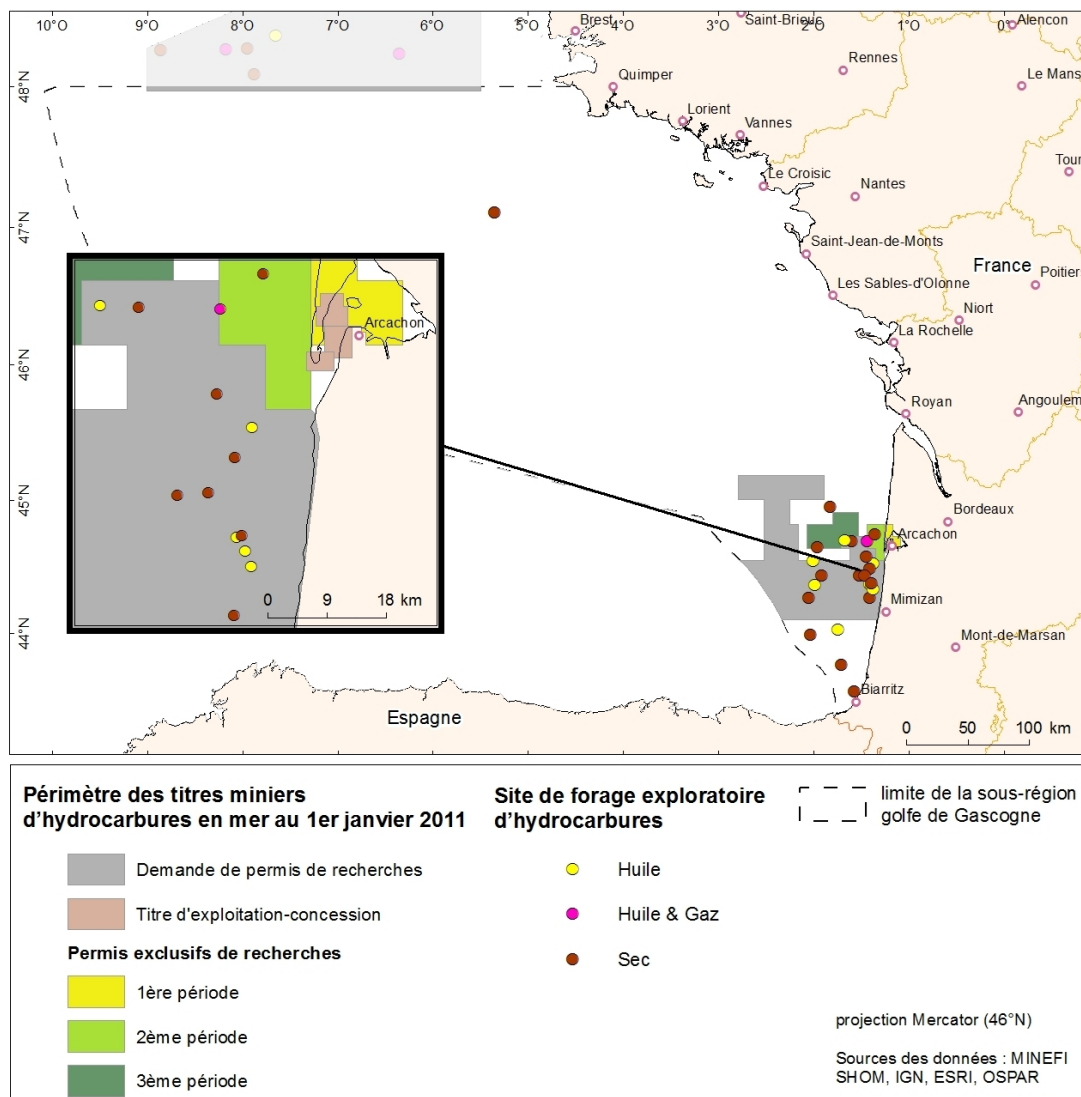 10°O 9°O 8°O 7°O 6°O 5°O 4°O 3°O 2°O 1°O 0°O
48°N
47°N
46°N
45°N
44°N
Brest
Saint-Brieuc
Alençon
Rennes
Quimper
Le Mans
Lorient
Vannes
Tour
Le Croisic
Nantes
Saint-Jean-de-Monts
France
Poitier
Les Sables-d'Olonne
Niort
La Rochelle
Royan
Angoulem
Bordeaux
Arcachon
Mimizan
Mont-de-Marsan
Biarritz
Espagne
0 50 100 km
Arcachon
0 9 18 km
Périmètre des titres miniers
d'hydrocarbures en mer au 1er janvier 2011
Demande de permis de recherches
Titre d'exploitation-concession
Permis exclusifs de recherches
1ère période
2ème période
3ème période
Site de forage exploratoire
d'hydrocarbures
Huile
Huile & Gaz
Sec
limite de la sous-région
golfe de Gascogne
projection Mercator (46°N)
Sources des données : MINEFI
SHOM, IGN, ESRI, OSPAR